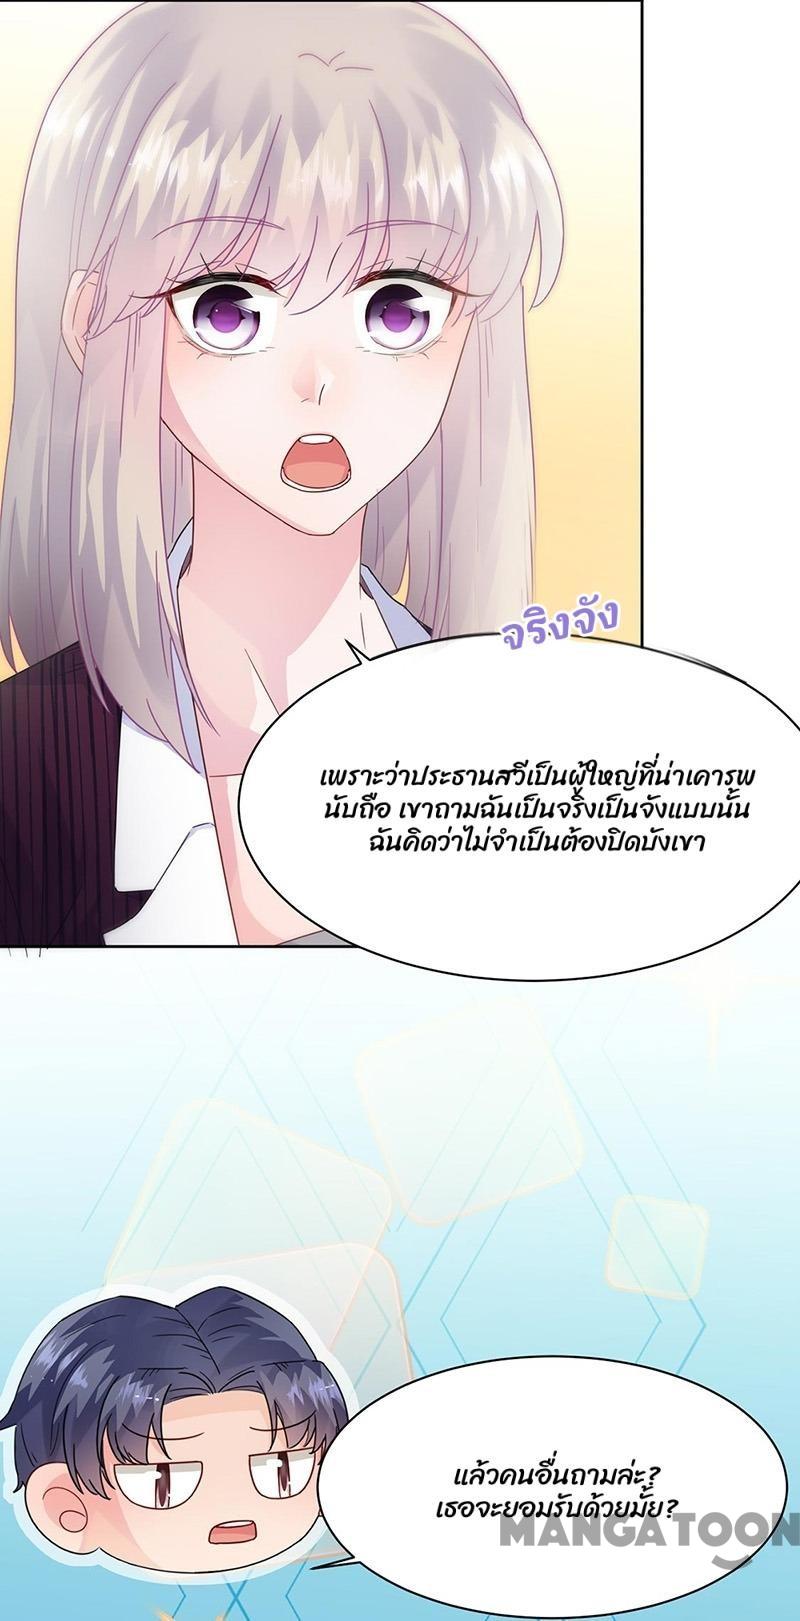 จริงจัง
เพราะว่าประธานสวีเป็นผู้ใหญ่ที่น่าเคารพ
นับถือ เขาถามฉันเป็นจริงเป็นจังแบบนั้น
ฉันคิดว่าไม่จำเป็นต้องปิดบังเขา
แล้วคนอื่นถามล่ะ?
เธอจะยอมรับด้วยมั้ย?
MANGATOON